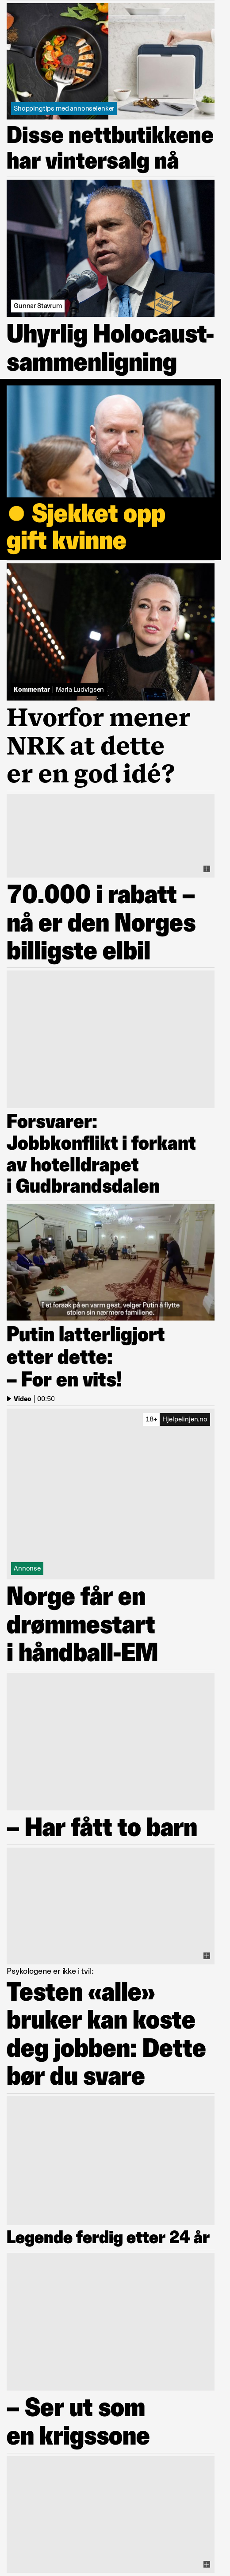 Shoppingtips med annonselenker
Disse nettbutikkene
har vintersalg nå
Gunnar Stavrum
Uhyrlig Holocaust-
sammenligning
Sjekket opp
gift kvinne
Kommentar | Maria Ludvigsen
Hvorfor mener
NRK at dette
er en god idé?
70.000 i rabatt –
nå er den Norges
billigste elbil
Forsvarer:
Jobbkonflikt i forkant
av hotelldrapet
i Gudbrandsdalen
I et forsøk på en varm gest, velger Putin å flytte
stolen sin nærmere familiene.
Putin latterligjort
etter dette:
– For en vits!
Video | 00:50
18+ Hjelpelinjen.no
Annonse
Norge får en
drømmestart
i håndball-EM
– Har fått to barn
Psykologene er ikke i tvil:
Testen «alle»
bruker kan koste
deg jobben: Dette
bør du svare
Legende ferdig etter 24 år
– Ser ut som
en krigssone